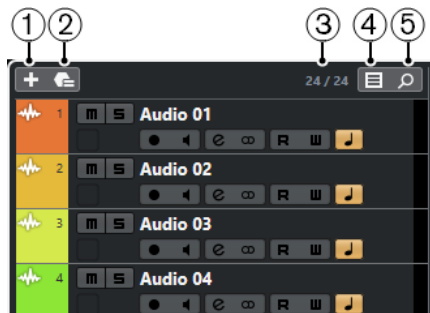 1 2 3 4 5
24 / 24
1 m S Audio 01
e R W
2 m S Audio 02
e R W
3 m S Audio 03
e R W
4 m S Audio 04
e R W